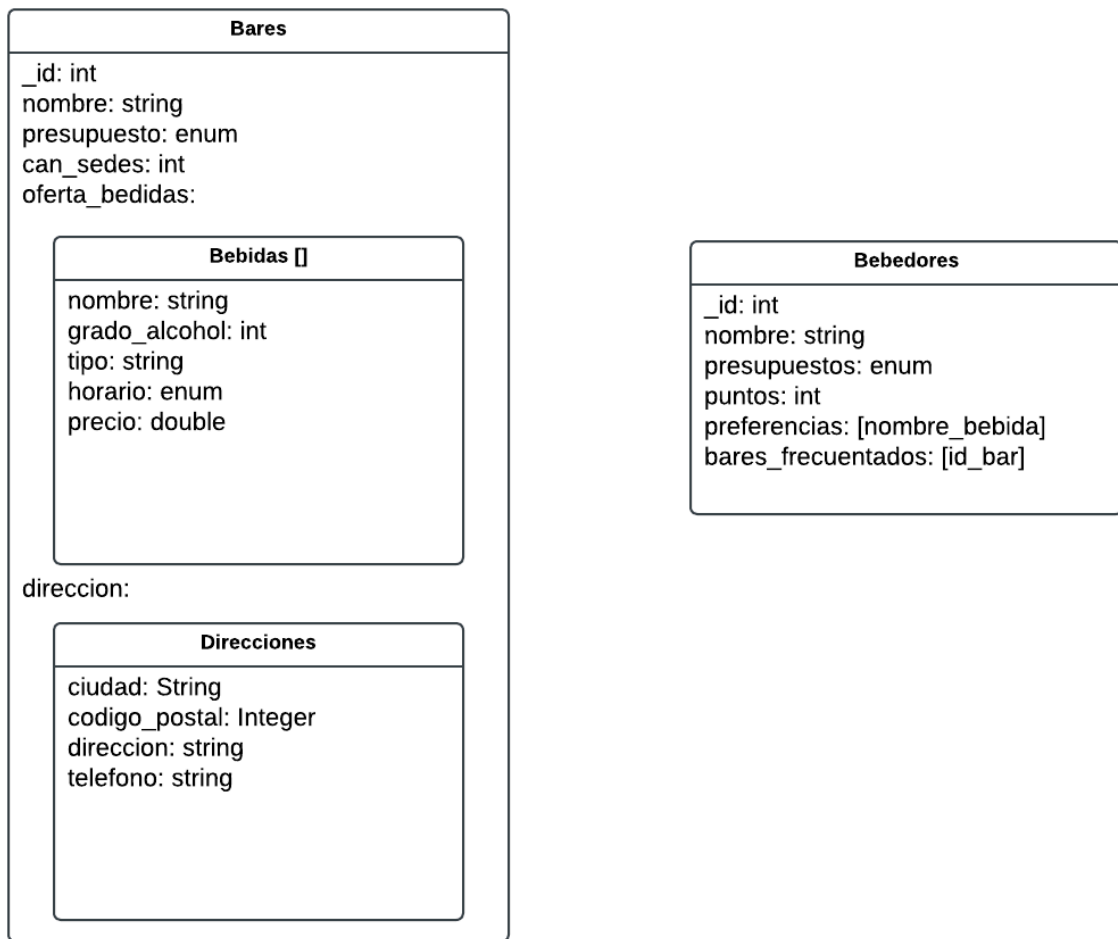 Bares
_id: int
nombre: string
presupuesto: enum
can_sedes: int
oferta_bedidas:
Bebidas []
nombre: string
grado_alcohol: int
tipo: string
horario: enum
precio: double
direccion:
Direcciones
ciudad: String
codigo_postal: Integer
direccion: string
telefono: string
Bebedores
_id: int
nombre: string
presupuestos: enum
puntos: int
preferencias: [nombre_bebida]
bares_frecuentados: [id_bar]